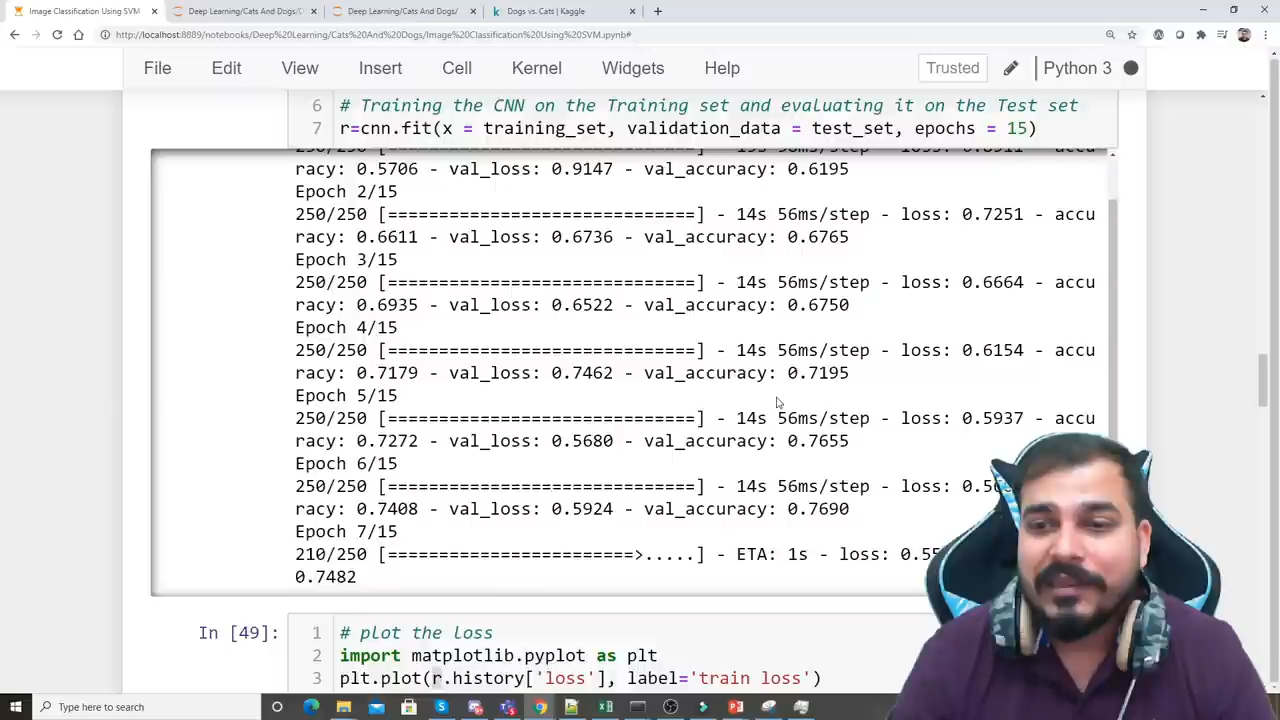 Image Classification Using SVM
Deep Learning/Cats And Dogs/
Deep Learning/Cats And Dogs/
Dogs vs. Cats | Kaggle
http://localhost:8889/notebooks/Deep%20Learning/Cats%20And%20Dogs/Image%20Classification%20Using%20SVM.ipynb#
File Edit View Insert Cell Kernel Widgets Help Trusted Python 3
6 # Training the CNN on the Training set and evaluating it on the Test set
7 r=cnn.fit(x = training_set, validation_data = test_set, epochs = 15)
racy: 0.5706 - val_loss: 0.9147 - val_accuracy: 0.6195
Epoch 2/15
250/250 [==============================] - 14s 56ms/step - loss: 0.7251 - accu
racy: 0.6611 - val_loss: 0.6736 - val_accuracy: 0.6765
Epoch 3/15
250/250 [==============================] - 14s 56ms/step - loss: 0.6664 - accu
racy: 0.6935 - val_loss: 0.6522 - val_accuracy: 0.6750
Epoch 4/15
250/250 [==============================] - 14s 56ms/step - loss: 0.6154 - accu
racy: 0.7179 - val_loss: 0.7462 - val_accuracy: 0.7195
Epoch 5/15
250/250 [==============================] - 14s 56ms/step - loss: 0.5937 - accu
racy: 0.7272 - val_loss: 0.5680 - val_accuracy: 0.7655
Epoch 6/15
250/250 [==============================] - 14s 56ms/step - loss:
racy: 0.7408 - val_loss: 0.5924 - val_accuracy: 0.7690
Epoch 7/15
210/250 [========================>.....] - ETA: 1s - loss:
0.7482
In [49]: 1 # plot the loss
2 import matplotlib.pyplot as plt
3 plt.plot(r.history['loss'], label='train loss')
Type here to search